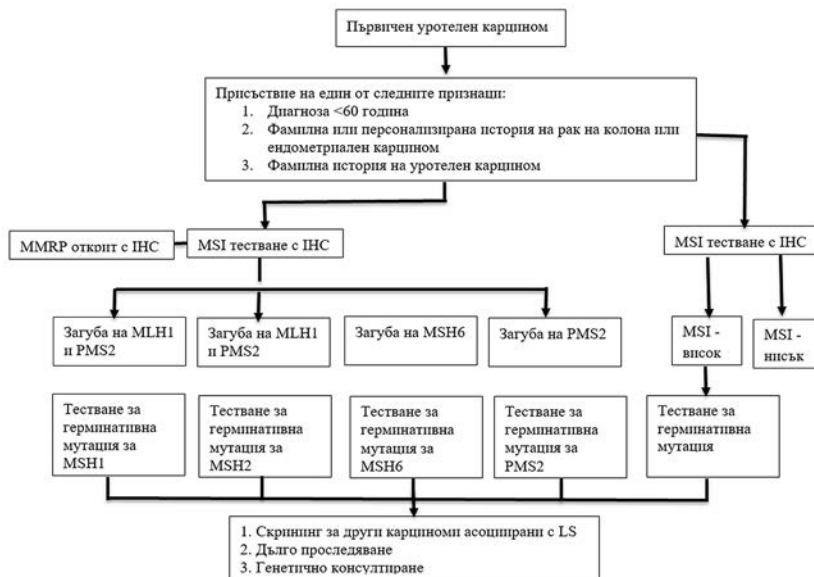 Първичен уротелен карцином
Присъствие на един от следните признаци:
1. Диагноза <60 година
2. Фамилна или персонализирана история на рак на колона или
ендометриален карцином
3. Фамилна история на уротелен карцином
MMRP открит с IHC
MSI тестване с IHC
MSI тестване с IHC
Загуба на MLH1
и PMS2
Загуба на MLH1
и PMS2
Загуба на MSH6
Загуба на PMS2
MSI -
висок
MSI -
нисък
Тестване за
герминативна
мутация за
MSH1
Тестване за
герминативна
мутация за
MSH2
Тестване за
герминативна
мутация за
MSH6
Тестване за
герминативна
мутация за
PMS2
Тестване за
герминативна
мутация
1. Скрининг за други карциноми асоциирани с LS
2. Дълго проследяване
3. Генетично консултиране